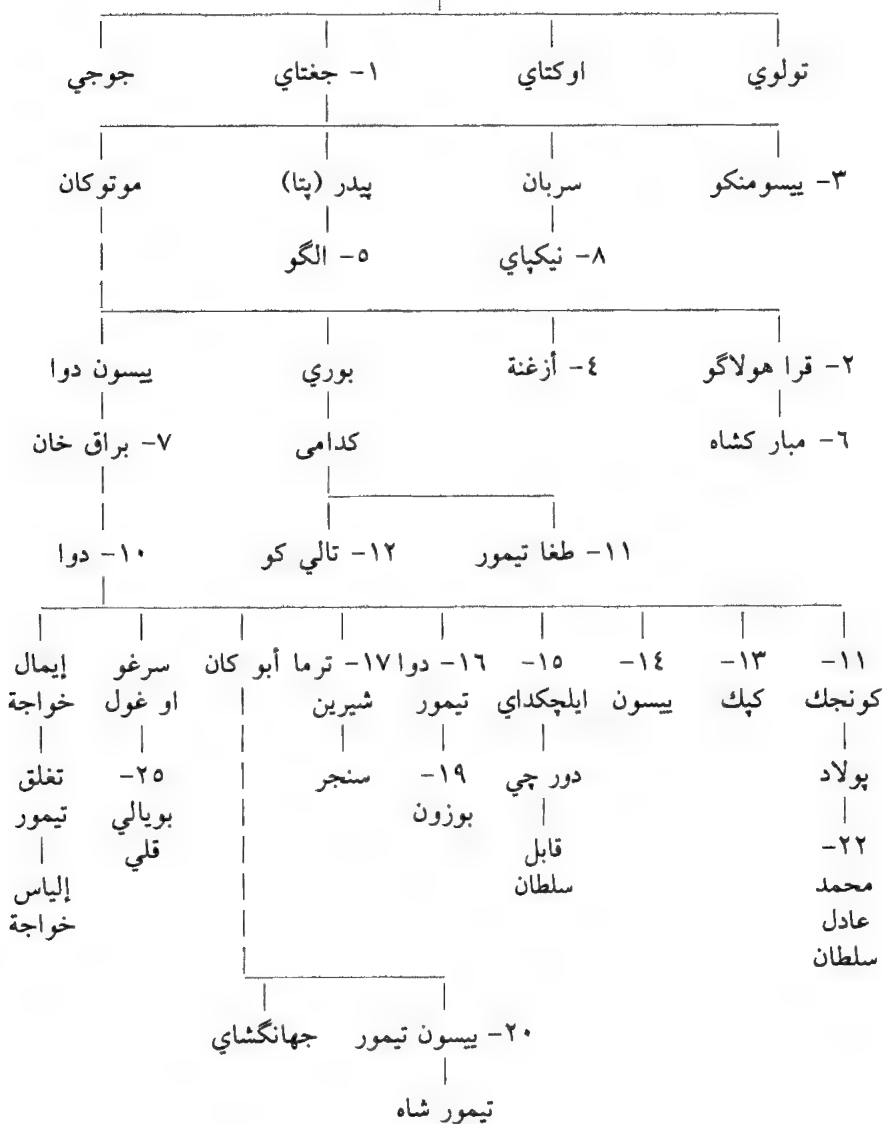 تولوي اوكتاي ١- جغتاي جوجي
٣- ييسومنكو سربان پيدر (پتا) موتوكان
٨- نيكپاي ٥- الگو
٢- قرا هولاگو ٤- أزغنة بوري ييسون دوا
٦- مبار كشاه كدامى ٧- براق خان
١١- طغا تيمور ١٢- تالي كو ١٠- دوا
١١- ١٣- ١٤- ١٥- ١٦- دوا ١٧- ترما أبو كان سرغو إيمال
كونجك كپك ييسون ايلچكداي تيمور شيرين او غول خواجة
پولاد دور چي ١٩- سنجر ٢٥- تغلق
بوزون بويالي تيمور
٢٢- قابل قلي
محمد سلطان إلياس
عادل خواجة
سلطان
٢٠- ييسون تيمور جهانگشاي
تيمور شاه